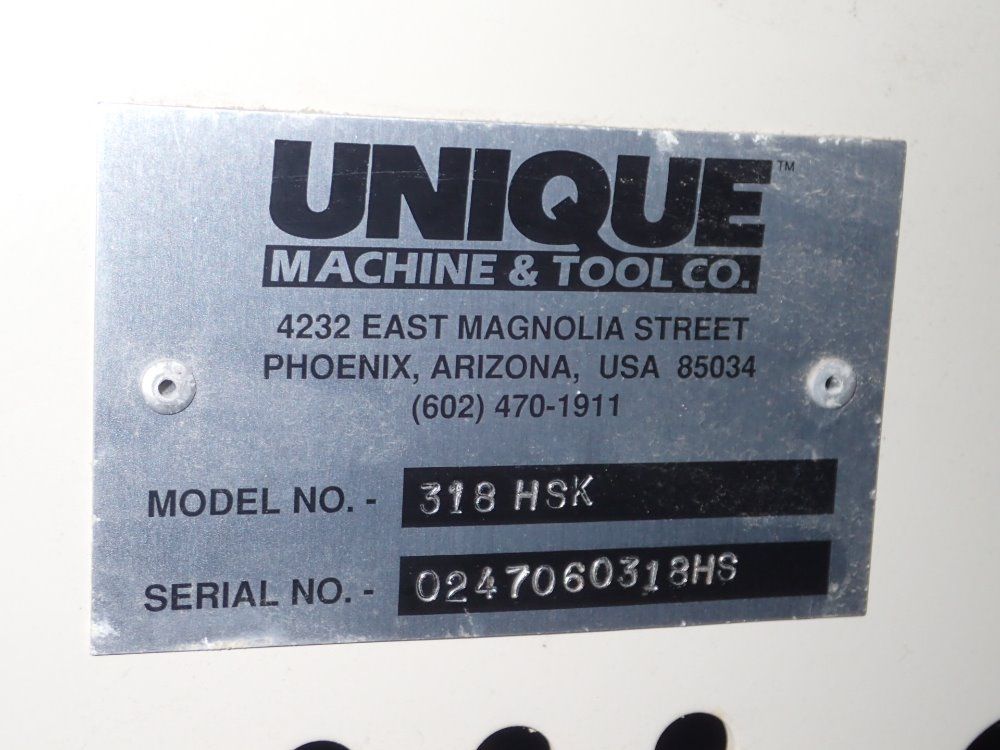 UNIQUE™
MACHINE & TOOL CO.
4232 EAST MAGNOLIA STREET
PHOENIX, ARIZONA, USA 85034
(602) 470-1911
MODEL NO. - 318 HSK
SERIAL NO. - 0247060318HS